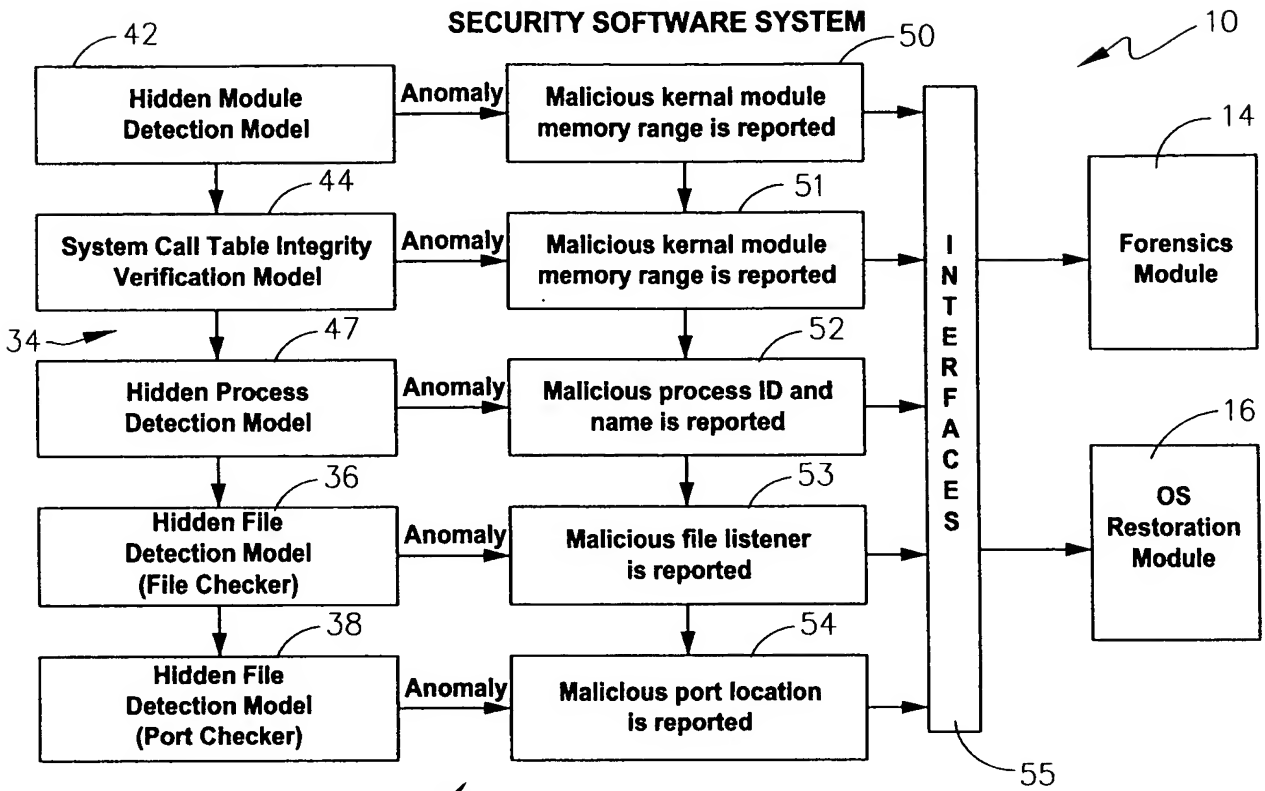 SECURITY SOFTWARE SYSTEM
10
42
Hidden Module
Detection Model
Anomaly
50
Malicious kernal module
memory range is reported
44
System Call Table Integrity
Verification Model
Anomaly
51
Malicious kernal module
memory range is reported
34
47
Hidden Process
Detection Model
Anomaly
52
Malicious process ID and
name is reported
36
Hidden File
Detection Model
(File Checker)
Anomaly
53
Malicious file listener
is reported
38
Hidden File
Detection Model
(Port Checker)
Anomaly
54
Malicious port location
is reported
INTERFACES
55
14
Forensics
Module
16
OS
Restoration
Module